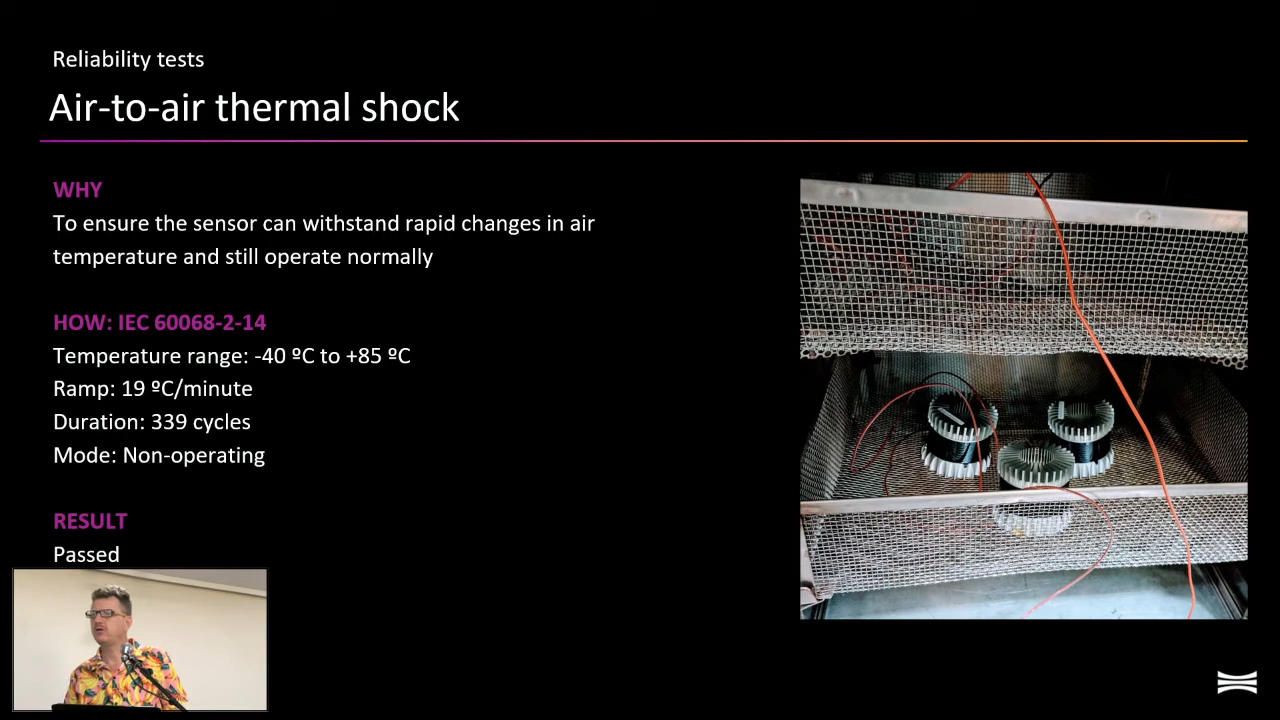 Reliability tests
Air-to-air thermal shock
WHY
To ensure the sensor can withstand rapid changes in air
temperature and still operate normally
HOW: IEC 60068-2-14
Temperature range: -40 ºC to +85 ºC
Ramp: 19 ºC/minute
Duration: 339 cycles
Mode: Non-operating
RESULT
Passed